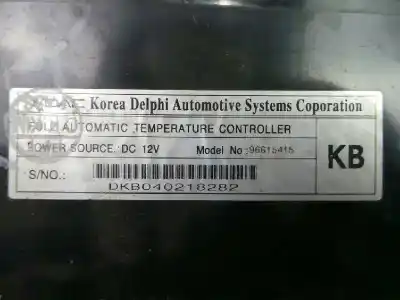 Korea Delphi Automotive Systems Coporation
FULL AUTOMATIC TEMPERATURE CONTROLLER
POWER SOURCE: DC 12V Model No :96615415
KB
S/NO.:
DKB040218282